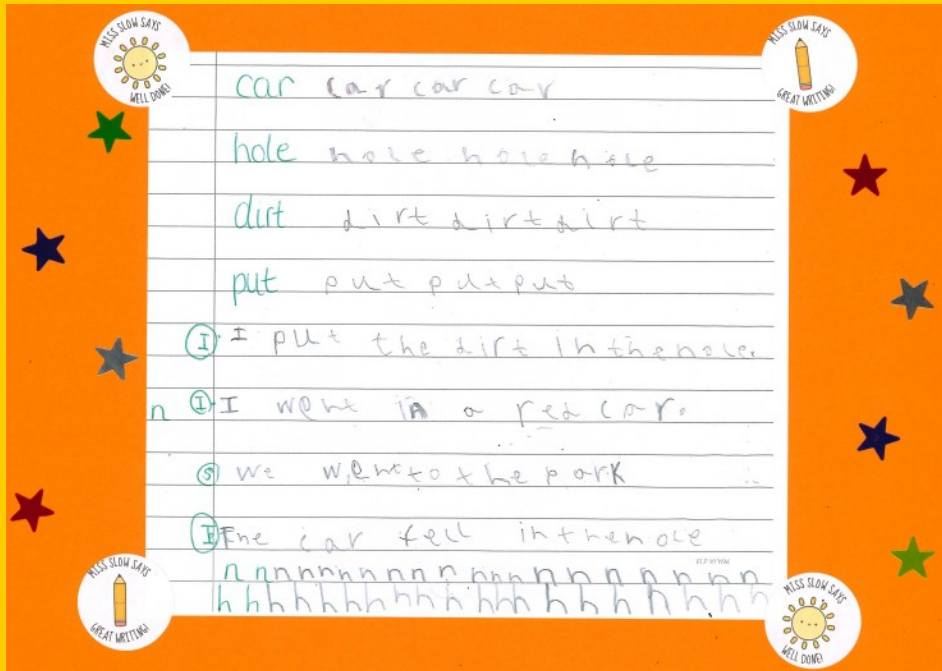 MISS SLOW SAYS WELL DONE!
MISS SLOW SAYS GREAT WRITING!
car car car car
hole hole hole hole
dirt dirt dirt dirt
put put put put
I I put the dirt in the hole.
n I I went in a red car.
S we went to the park
I The car fell in the hole
n n n n n n n n n n n n n n n n n n n n
h h h h h h h h h h h h h h h h h h h h h h
MISS SLOW SAYS GREAT WRITING!
MISS SLOW SAYS WELL DONE!